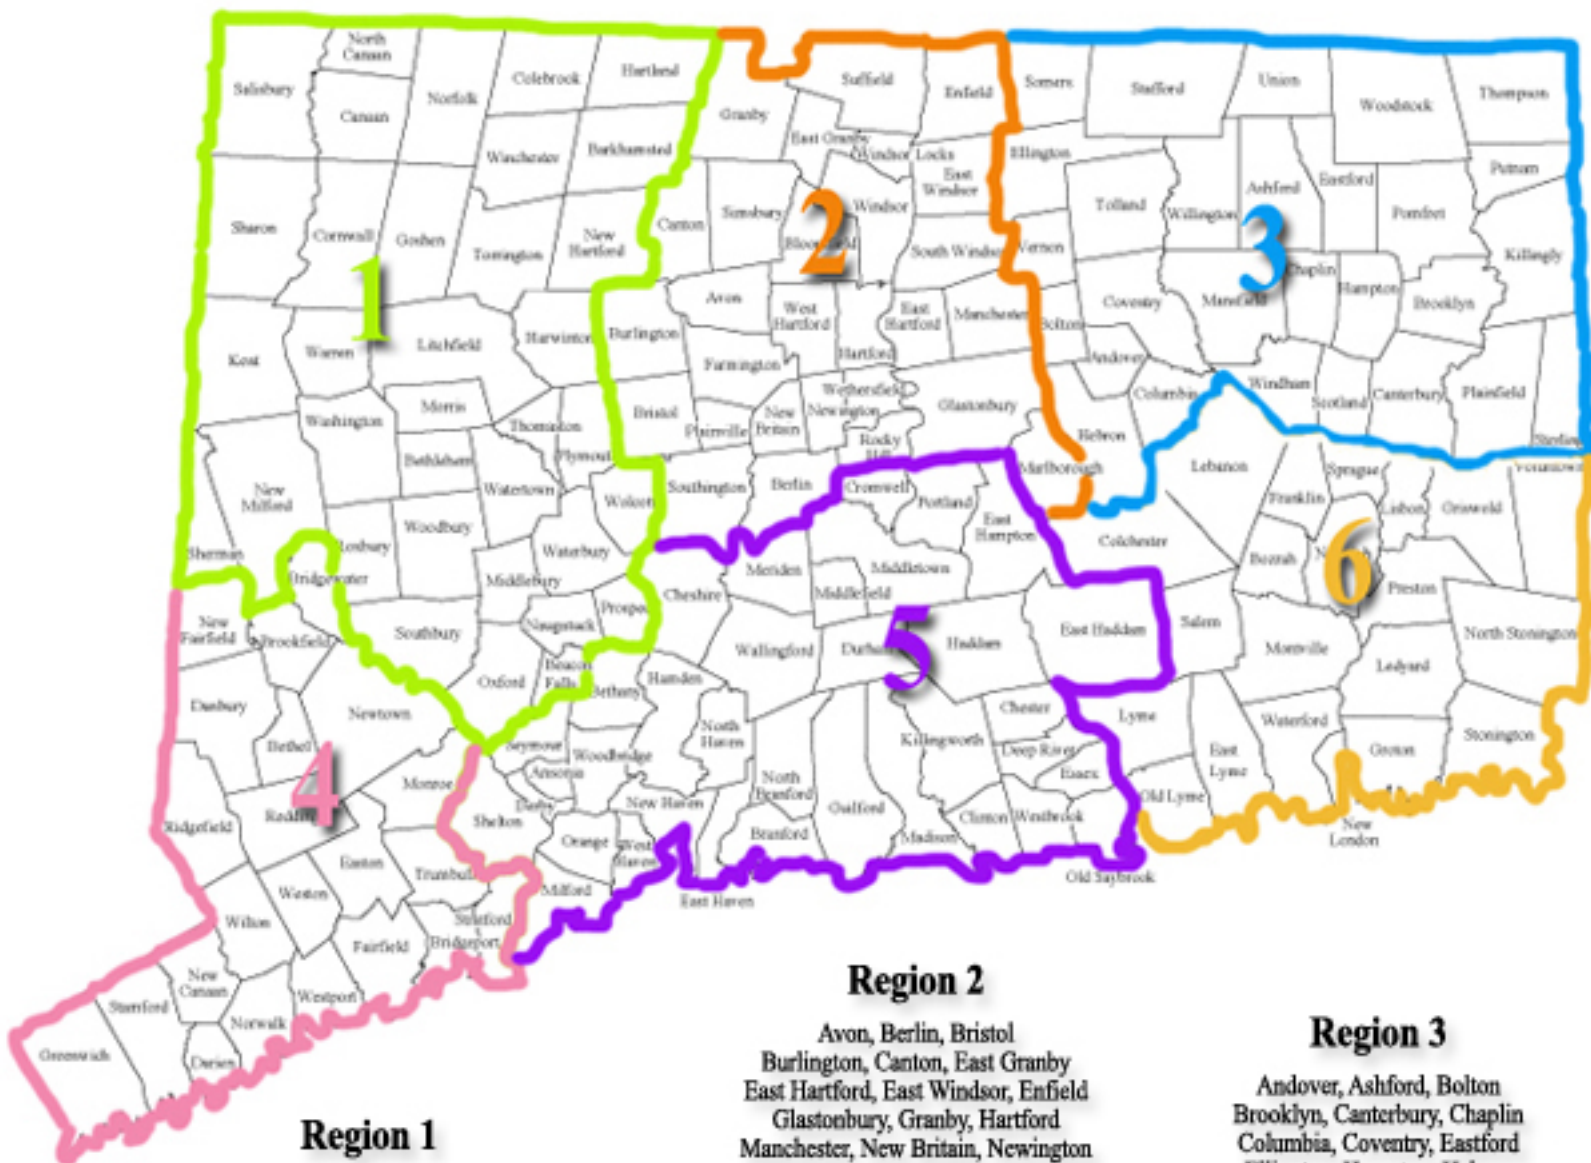 North
Canaan
Salisbury
Canaan
Norfolk
Colebrook
Hartland
Winchester
Barkhamsted
Sharon
Cornwall
Goshen
Torrington
New
Hartford
1
Kent
Warren
Litchfield
Harwinton
Washington
Morris
Thomaston
Bethlehem
Watertown
New
Milford
Woodbury
Wolcott
Waterbury
Sherman
Roxbury
Bridgewater
Middlebury
Southbury
Naugatuck
Oxford
Beacon
Falls
Suffield
Enfield
Granby
East Granby
Windsor Locks
East
Windsor
Canton
Simsbury
2
Windsor
South Windsor
Avon
West
Hartford
East
Hartford
Manchester
Burlington
Farmington
Hartford
Wethersfield
Bristol
Plainville
New
Britain
Newington
Glastonbury
Rocky
Hill
Southington
Berlin
Marlborough
Somers
Stafford
Union
Woodstock
Thompson
Ellington
Putnam
Tolland
Willington
Ashford
Eastford
Pomfret
3
Vernon
Killingly
Coventry
Mansfield
Chaplin
Hampton
Brooklyn
Bolton
Andover
Columbia
Windham
Scotland
Canterbury
Plainfield
Hebron
Lebanon
Sprague
Franklin
Lisbon
Griswold
Colchester
Bozrah
6
Preston
Salem
Montville
Ledyard
North Stonington
Lyme
East
Lyme
Waterford
Groton
Stonington
Old Lyme
New
London
Cromwell
Portland
East
Hampton
Meriden
Middletown
Middlefield
Cheshire
Wallingford
Durham
5
Haddam
East Haddam
Hamden
Bethany
North
Haven
Chester
Killingworth
Deep River
Essex
Seymour
Woodbridge
Ansonia
Derby
Shelton
New Haven
North
Branford
Guilford
Orange
West
Haven
Branford
Madison
Clinton
Westbrook
Milford
East Haven
Old Saybrook
New
Fairfield
Brookfield
Danbury
Newtown
Bethel
4
Monroe
Redding
Ridgefield
Easton
Trumbull
Weston
Wilton
Stratford
Fairfield
Bridgeport
New
Canaan
Stamford
Westport
Norwalk
Greenwich
Darien
Region 1
Region 2
Avon, Berlin, Bristol
Burlington, Canton, East Granby
East Hartford, East Windsor, Enfield
Glastonbury, Granby, Hartford
Manchester, New Britain, Newington
Region 3
Andover, Ashford, Bolton
Brooklyn, Canterbury, Chaplin
Columbia, Coventry, Eastford